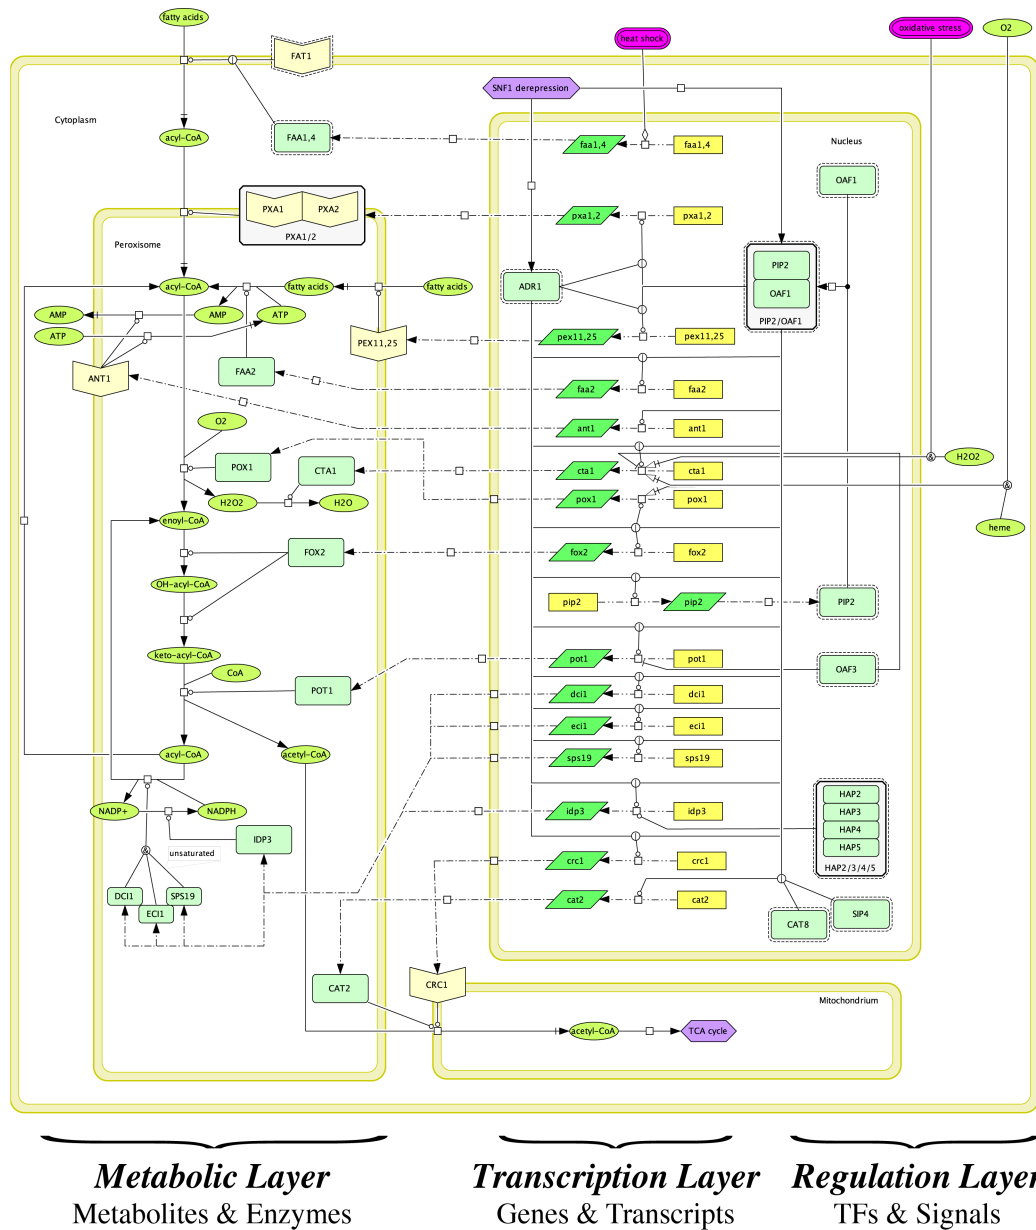 fatty acids
oxidative stress
O2
heat shock
FAT1
SNF1 derepression
Cytoplasm
acyl-CoA
FAA1,4
faa1,4
faa1,4
Nucleus
OAF1
PXA1
PXA2
PXA1/2
pxa1,2
pxa1,2
Peroxisome
PIP2
OAF1
PIP2/OAF1
acyl-CoA
fatty acids
fatty acids
ADR1
AMP
AMP
ATP
ATP
PEX11,25
pex11,25
pex11,25
ANT1
FAA2
faa2
faa2
O2
ant1
ant1
POX1
CTA1
cta1
cta1
H2O2
H2O2
H2O
pox1
pox1
enoyl-CoA
heme
FOX2
fox2
fox2
OH-acyl-CoA
pip2
pip2
PIP2
keto-acyl-CoA
pot1
pot1
OAF3
CoA
POT1
dci1
dci1
eci1
eci1
acyl-CoA
acetyl-CoA
sps19
sps19
NADP+
NADPH
idp3
idp3
HAP2
HAP3
HAP4
HAP5
HAP2/3/4/5
IDP3
unsaturated
crc1
crc1
DCI1
SPS19
ECI1
cat2
cat2
CAT8
SIP4
CAT2
CRC1
Mitochondrium
acetyl-CoA
TCA cycle
Metabolic Layer
Metabolites & Enzymes
Transcription Layer
Genes & Transcripts
Regulation Layer
TFs & Signals